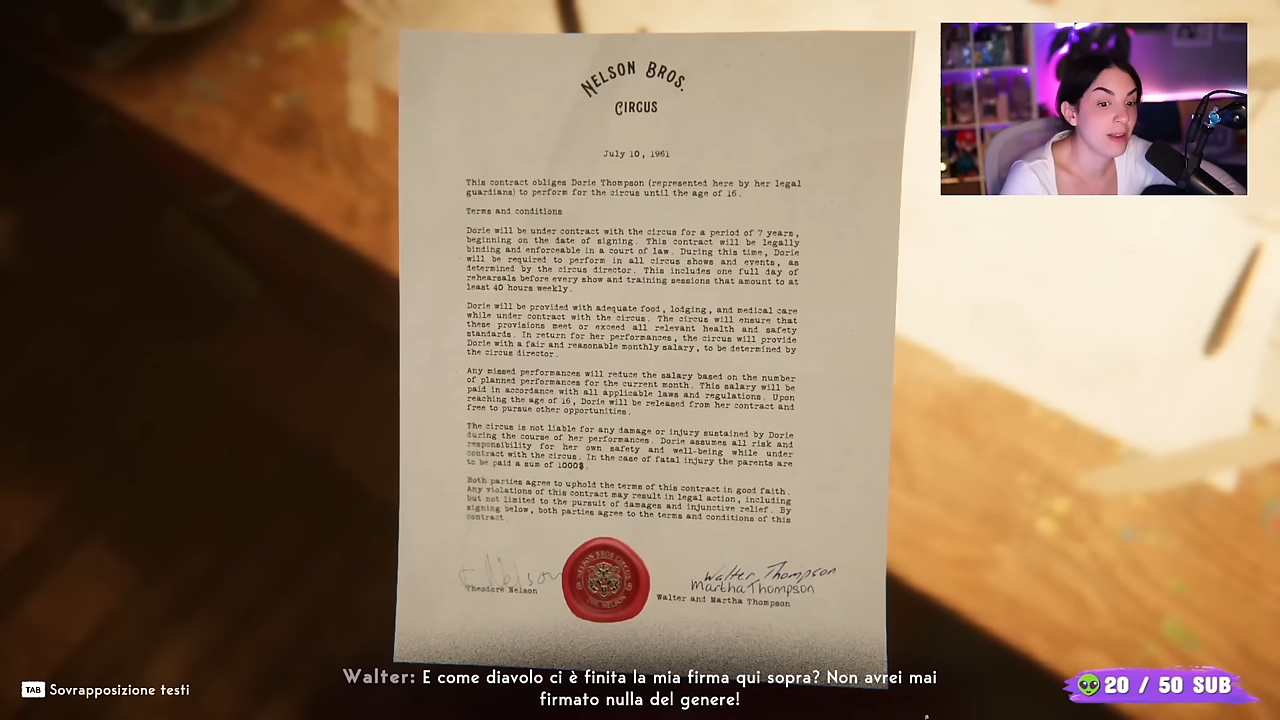 NELSON BROS.
CIRCUS
July 10, 1961
This contract obliges Dorie Thompson (represented here by her legal
guardians) to perform for the circus until the age of 16.
Terms and conditions
Dorie will be under contract with the circus for a period of 7 years,
beginning on the date of signing. This contract will be legally
binding and enforceable in a court of law. During this time, Dorie
will be required to perform in all circus shows and events, as
determined by the circus director. This includes one full day of
rehearsals before every show and training sessions that amount to at
least 40 hours weekly.
Dorie will be provided with adequate food, lodging, and medical care
while under contract with the circus. The circus will ensure that
these provisions meet or exceed all relevant health and safety
standards. In return for her performances, the circus will provide
Dorie with a fair and reasonable monthly salary, to be determined by
the circus director.
Any missed performances will reduce the salary based on the number
of planned performances for the current month. This salary will be
paid in accordance with all applicable laws and regulations. Upon
reaching the age of 16, Dorie will be released from her contract and
free to pursue other opportunities.
The circus is not liable for any damage or injury sustained by Dorie
during the course of her performances. Dorie assumes all risk and
responsibility for her own safety and well-being while under
contract with the circus. In the case of fatal injury the parents are
to be paid a sum of 1000$.
Both parties agree to uphold the terms of this contract in good faith.
Any violations of this contract may result in legal action, including
but not limited to the pursuit of damages and injunctive relief. By
signing below, both parties agree to the terms and conditions of this
contract.
Walter Thompson
Martha Thompson
Theodore Nelson
NELSON BROS CIRCUS
Walter and Martha Thompson
Walter: E come diavolo ci è finita la mia firma qui sopra? Non avrei mai
firmato nulla del genere!
TAB Sovrapposizione testi
20 / 50 SUB